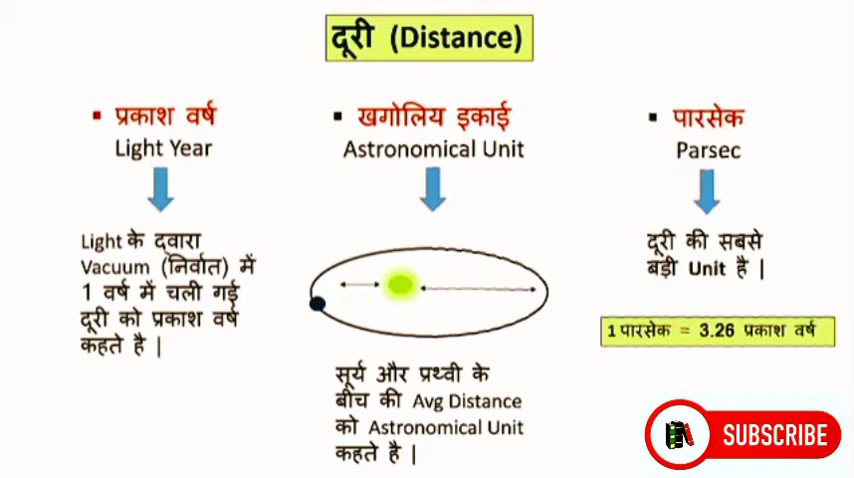 दूरी (Distance)
▪ प्रकाश वर्ष
Light Year
Light के द्वारा
Vacuum (निर्वात) में
1 वर्ष में चली गई
दूरी को प्रकाश वर्ष
कहते है |
▪ खगोलिय इकाई
Astronomical Unit
सूर्य और प्रथ्वी के
बीच की Avg Distance
को Astronomical Unit
कहते है |
▪ पारसेक
Parsec
दूरी की सबसे
बड़ी Unit है |
1 पारसेक = 3.26 प्रकाश वर्ष
SUBSCRIBE